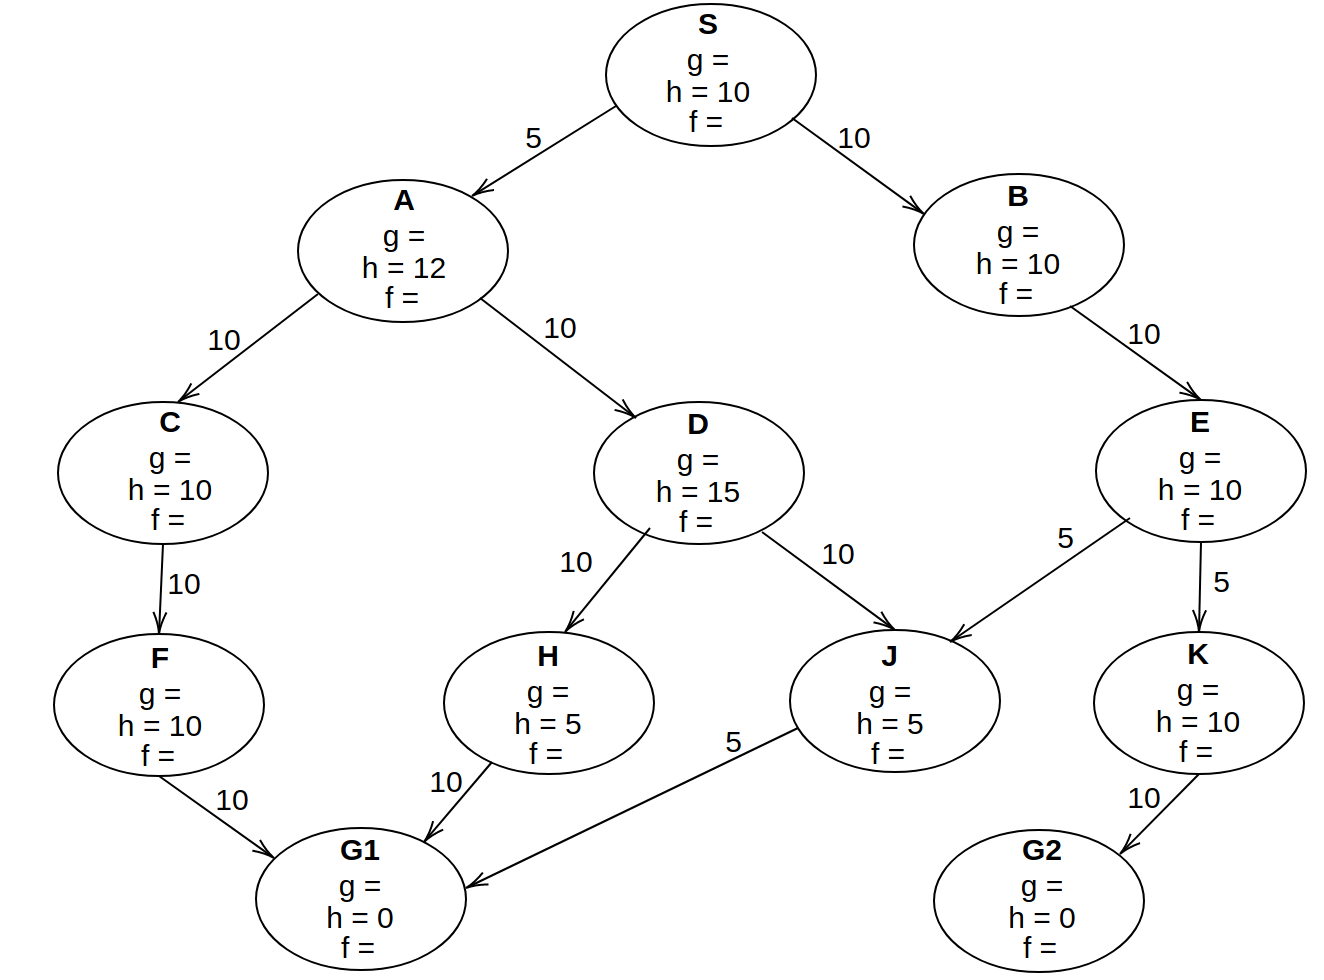 S
g =
h = 10
f =
5
10
A
g =
h = 12
f =
B
g =
h = 10
f =
10
10
10
C
g =
h = 10
f =
D
g =
h = 15
f =
E
g =
h = 10
f =
10
10
10
5
5
F
g =
h = 10
f =
H
g =
h = 5
f =
J
g =
h = 5
f =
K
g =
h = 10
f =
10
10
5
10
G1
g =
h = 0
f =
G2
g =
h = 0
f =